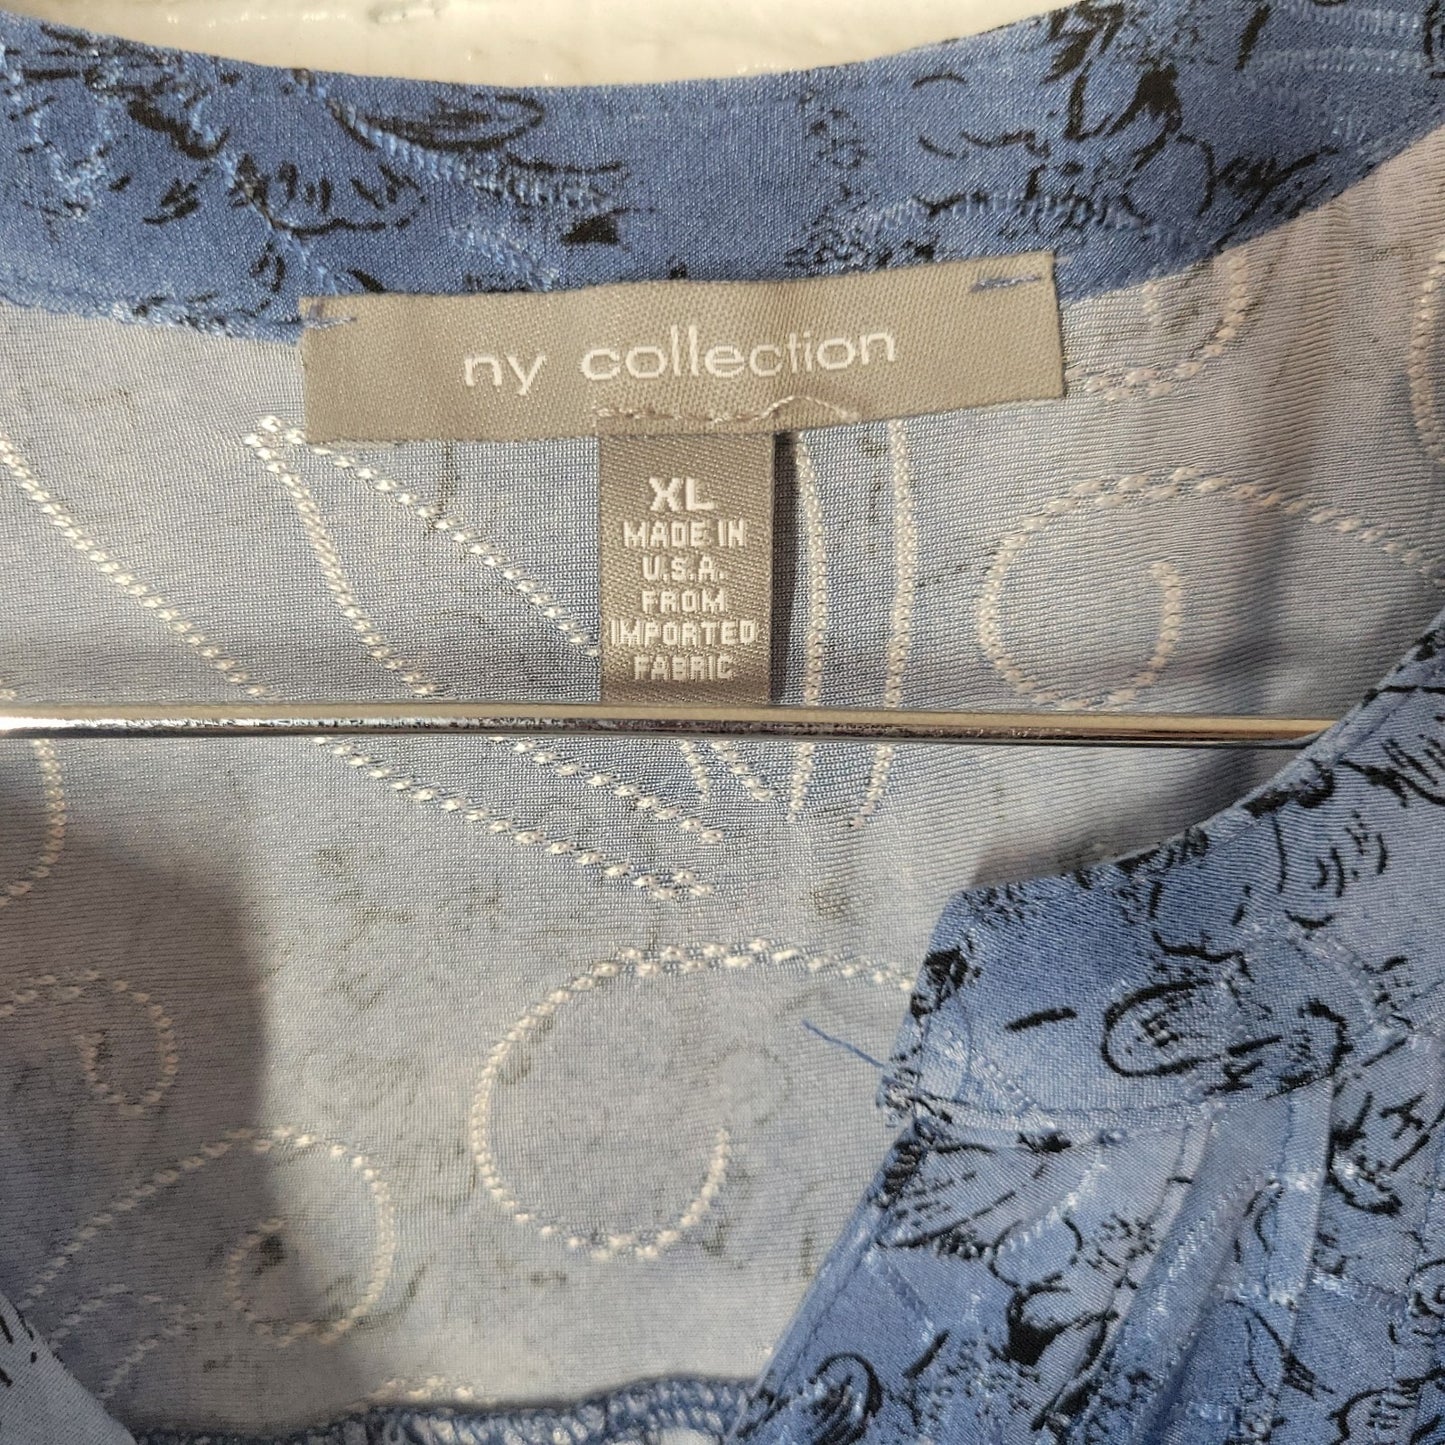 ny collection
XL
MADE IN
U.S.A.
FROM
IMPORTED
FABRIC